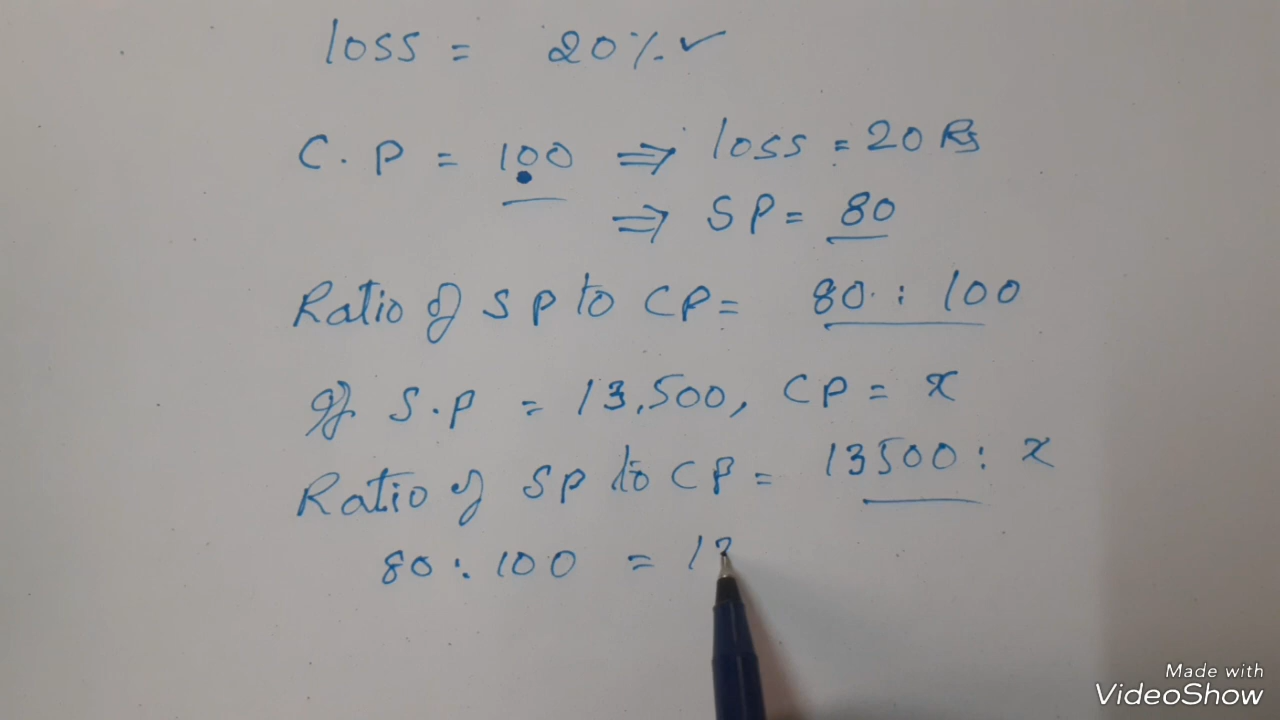 loss = 20%. ✓
C.P = 100 ⇒ loss = 20 Rs
⇒ SP = 80
Ratio of SP to CP = 80 : 100
If S.P = 13,500, CP = x
Ratio of SP to CP = 13500 : x
80 : 100 = 13
Made with
VideoShow